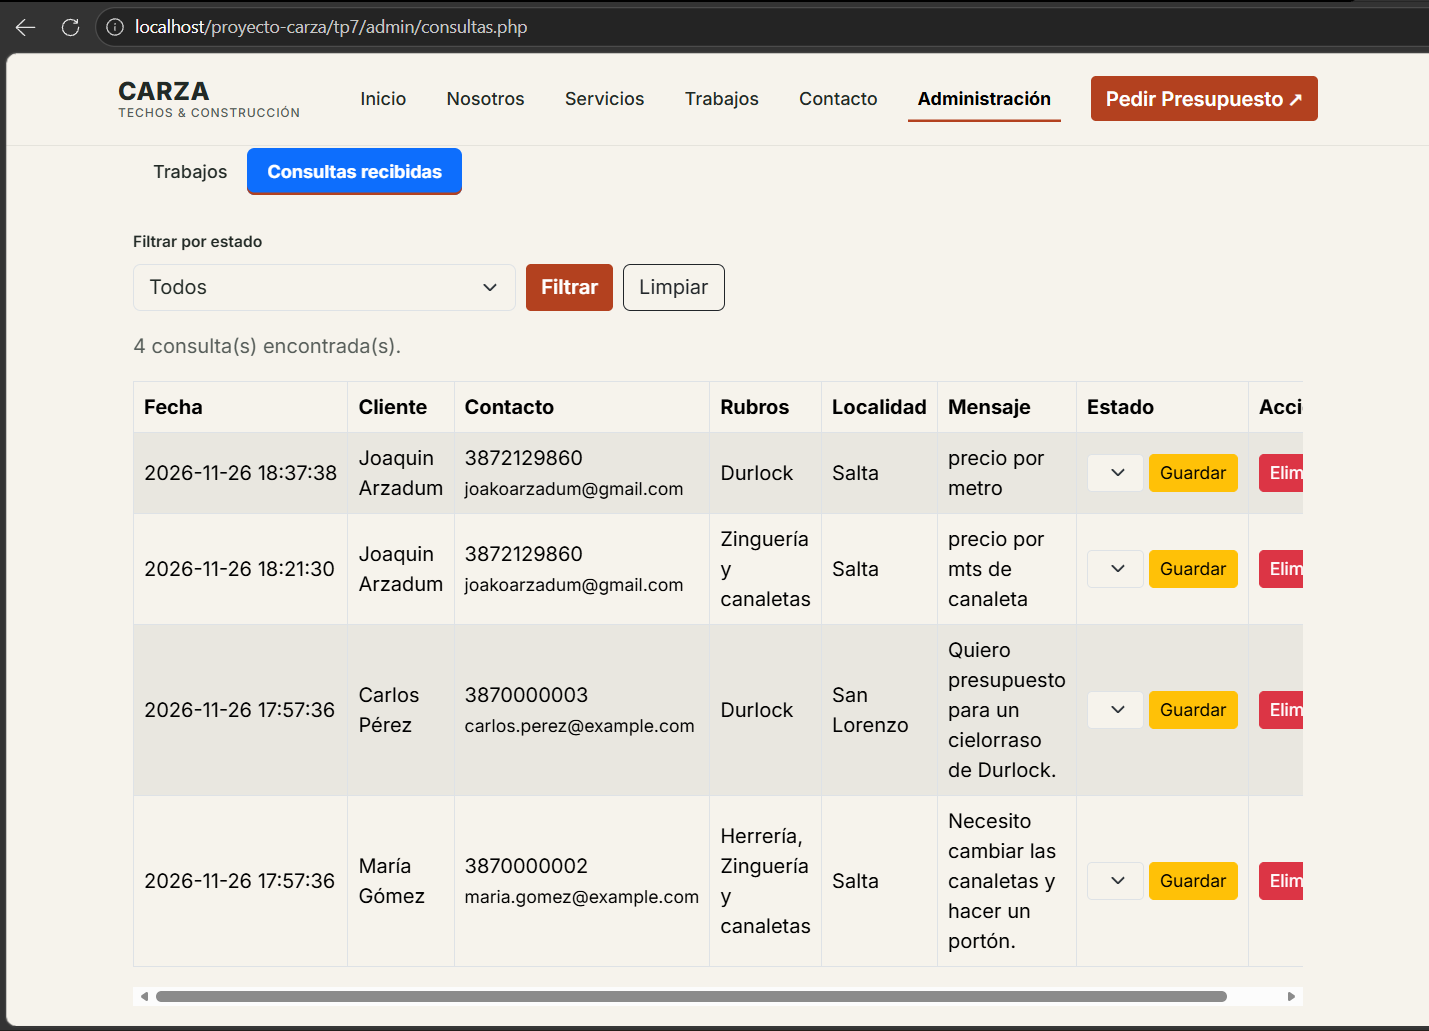 localhost/proyecto-carza/tp7/admin/consultas.php
CARZA
TECHOS & CONSTRUCCIÓN
Inicio
Nosotros
Servicios
Trabajos
Contacto
Administración
Pedir Presupuesto ↗
Trabajos
Consultas recibidas
Filtrar por estado
Todos
Filtrar
Limpiar
4 consulta(s) encontrada(s).
Fecha
Cliente
Contacto
Rubros
Localidad
Mensaje
Estado
Acci
2026-11-26 18:37:38
Joaquin
Arzadum
3872129860
joakoarzadum@gmail.com
Durlock
Salta
precio por
metro
Guardar
Elim
2026-11-26 18:21:30
Joaquin
Arzadum
3872129860
joakoarzadum@gmail.com
Zinguería
y
canaletas
Salta
precio por
mts de
canaleta
Guardar
Elim
2026-11-26 17:57:36
Carlos
Pérez
3870000003
carlos.perez@example.com
Durlock
San
Lorenzo
Quiero
presupuesto
para un
cielorraso
de Durlock.
Guardar
Elim
2026-11-26 17:57:36
María
Gómez
3870000002
maria.gomez@example.com
Herrería,
Zinguería
y
canaletas
Salta
Necesito
cambiar las
canaletas y
hacer un
portón.
Guardar
Elim